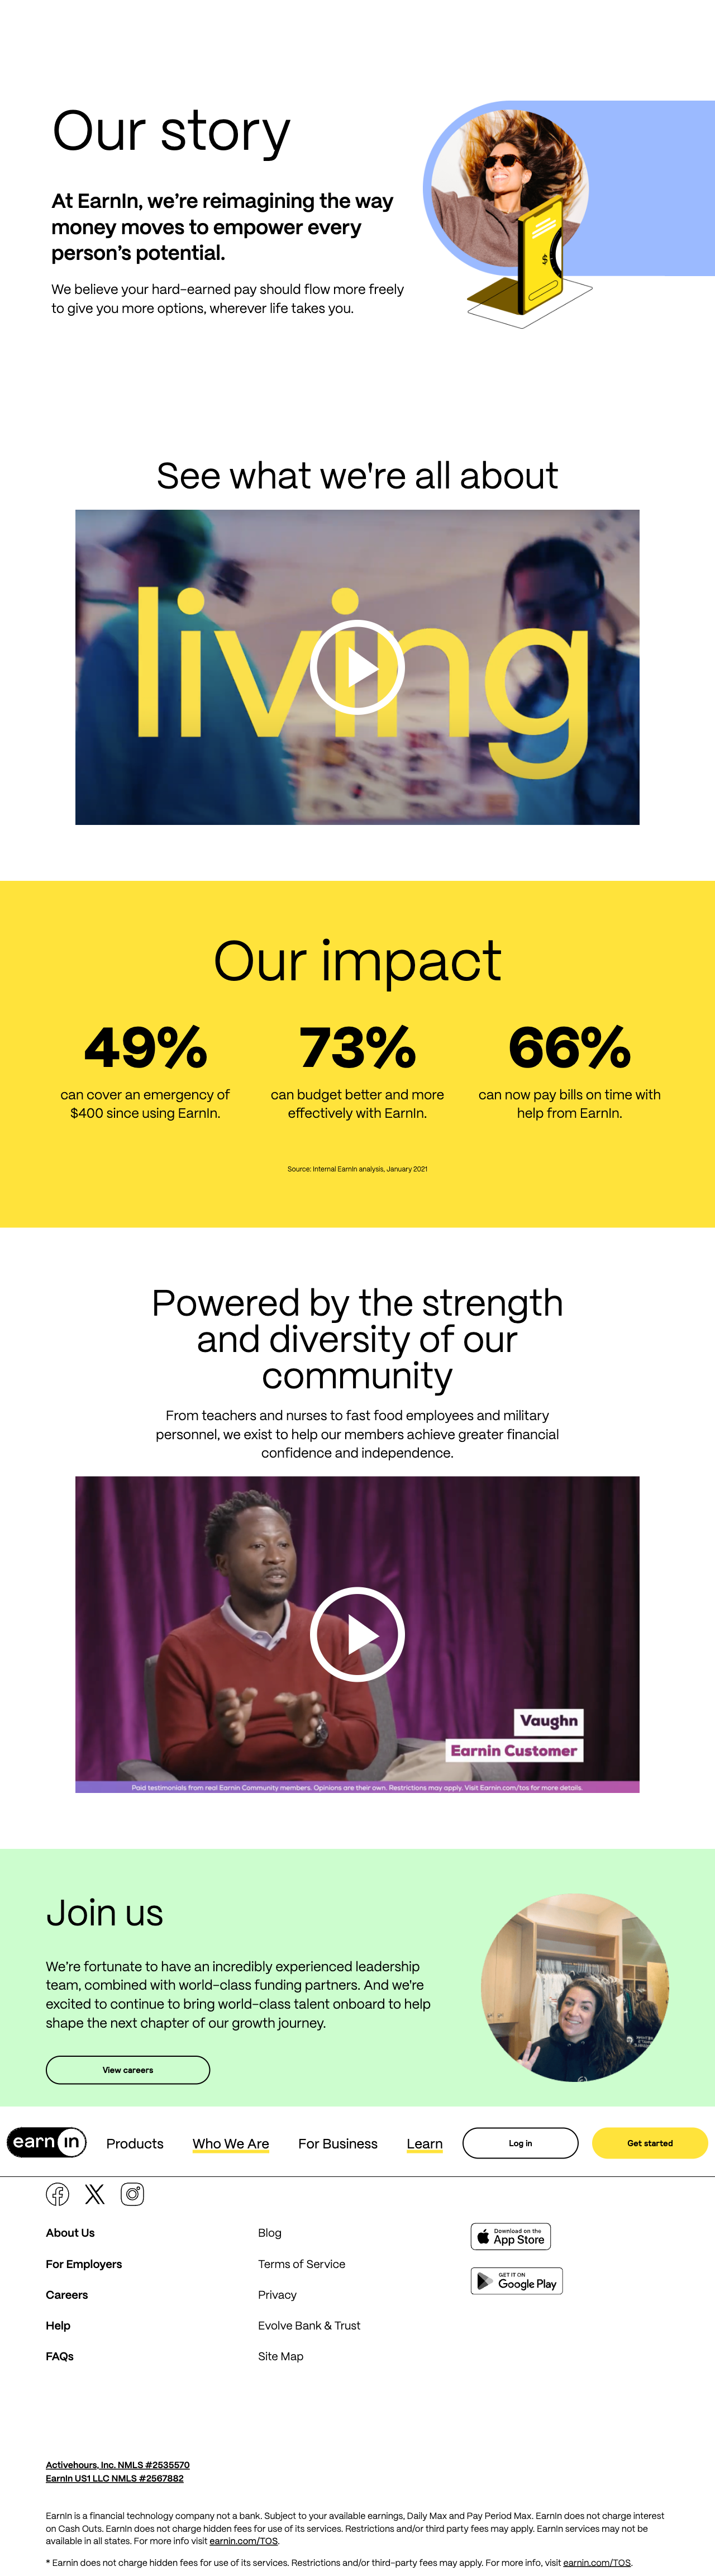 Our story
At EarnIn, we’re reimagining the way
money moves to empower every
person’s potential.
We believe your hard-earned pay should flow more freely
to give you more options, wherever life takes you.
$
See what we're all about
living
Our impact
49%
can cover an emergency of
$400 since using EarnIn.
73%
can budget better and more
effectively with EarnIn.
66%
can now pay bills on time with
help from EarnIn.
Source: Internal EarnIn analysis, January 2021
Powered by the strength
and diversity of our
community
From teachers and nurses to fast food employees and military
personnel, we exist to help our members achieve greater financial
confidence and independence.
Vaughn
Earnin Customer
Paid testimonials from real Earnin Community members. Opinions are their own. Restrictions may apply. Visit Earnin.com/tos for more details.
Join us
We’re fortunate to have an incredibly experienced leadership
team, combined with world-class funding partners. And we're
excited to continue to bring world-class talent onboard to help
shape the next chapter of our growth journey.
View careers
earnin
Products
Who We Are
For Business
Learn
Log in
Get started
About Us
For Employers
Careers
Help
FAQs
Blog
Terms of Service
Privacy
Evolve Bank & Trust
Site Map
Download on the
App Store
GET IT ON
Google Play
Activehours, Inc. NMLS #2535570
EarnIn US1 LLC NMLS #2567882
EarnIn is a financial technology company not a bank. Subject to your available earnings, Daily Max and Pay Period Max. EarnIn does not charge interest
on Cash Outs. EarnIn does not charge hidden fees for use of its services. Restrictions and/or third party fees may apply. EarnIn services may not be
available in all states. For more info visit earnin.com/TOS.
* Earnin does not charge hidden fees for use of its services. Restrictions and/or third-party fees may apply. For more info, visit earnin.com/TOS.